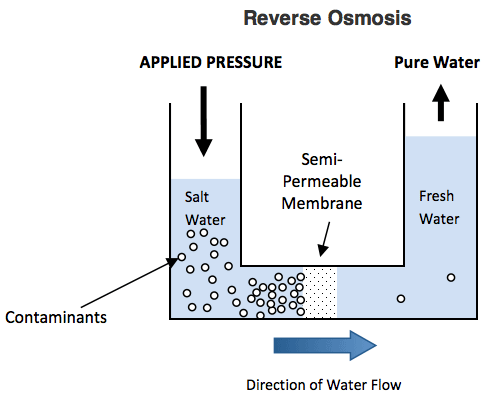 Reverse Osmosis
APPLIED PRESSURE
Pure Water
Semi-
Permeable
Membrane
Salt
Water
Fresh
Water
Contaminants
Direction of Water Flow